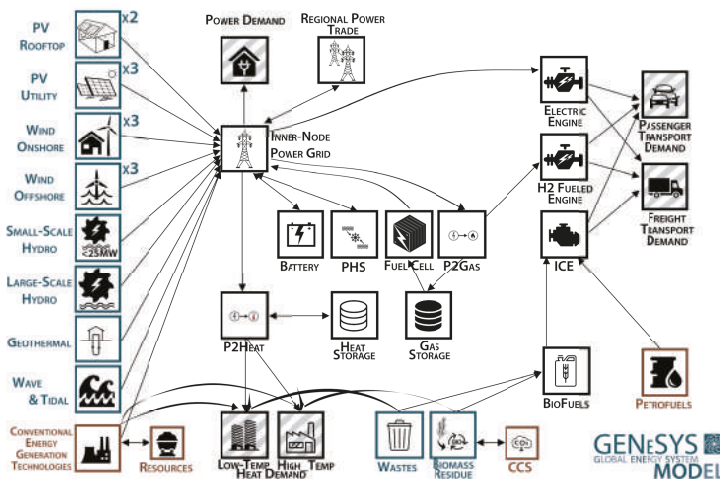 PV
ROOFTOP
x2
PV
UTILITY
x3
WIND
ONSHORE
x3
WIND
OFFSHORE
x3
SMALL-SCALE
HYDRO
<25MW
LARGE-SCALE
HYDRO
GEOTHERMAL
WAVE
& TIDAL
CONVENTIONAL
ENERGY
GENERATION
TECHNOLOGIES
RESOURCES
POWER DEMAND
REGIONAL POWER
TRADE
INNER-NODE
POWER GRID
BATTERY
PHS
FUEL CELL
P2GAS
P2HEAT
HEAT
STORAGE
GAS
STORAGE
LOW-TEMP HIGH TEMP
HEAT DEMAND
WASTES
BIOMASS
RESIDUE
CO2
CCS
ELECTRIC
ENGINE
H2 FUELED
ENGINE
ICE
PASSENGER
TRANSPORT
DEMAND
FREIGHT
TRANSPORT
DEMAND
BIOFUELS
PETROFUELS
GENESYS
GLOBAL ENERGY SYSTEM
MODEL